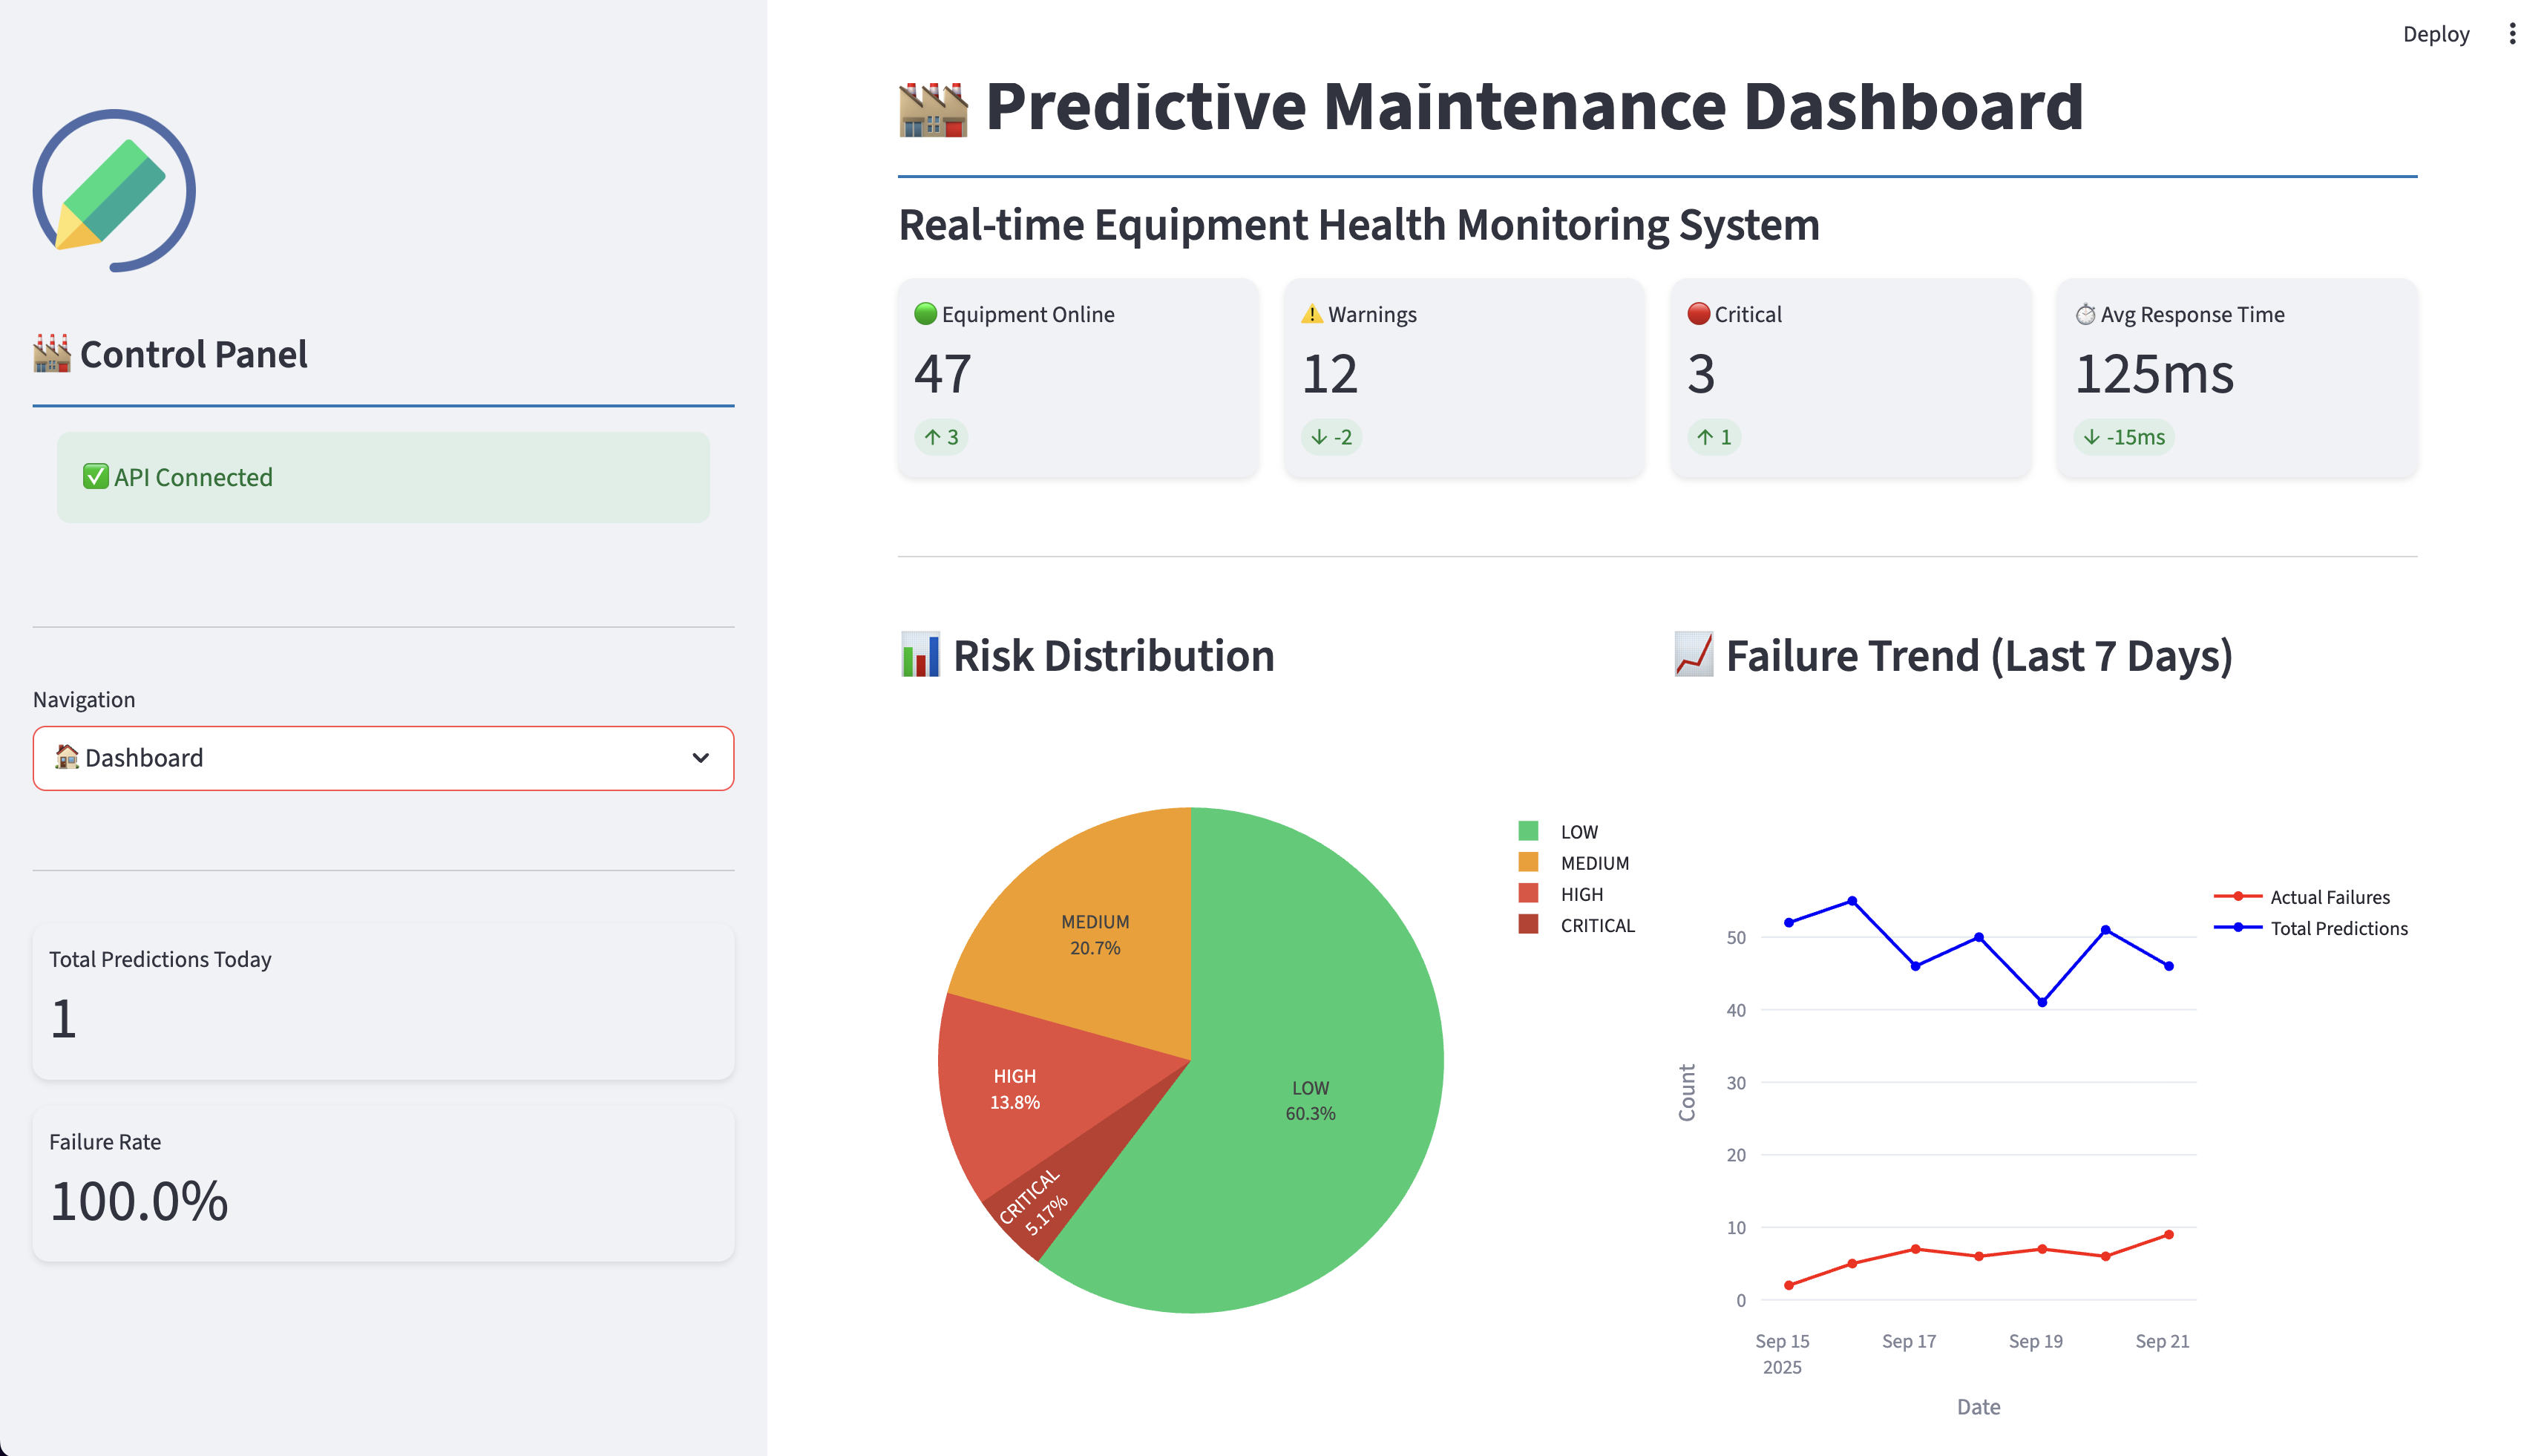 Deploy
Control Panel
API Connected
Navigation
Dashboard
Total Predictions Today
1
Failure Rate
100.0%
Predictive Maintenance Dashboard
Real-time Equipment Health Monitoring System
Equipment Online
47
↑ 3
Warnings
12
↓ -2
Critical
3
↑ 1
Avg Response Time
125ms
↓ -15ms
Risk Distribution
LOW
MEDIUM
HIGH
CRITICAL
MEDIUM
20.7%
HIGH
13.8%
CRITICAL
5.17%
LOW
60.3%
Failure Trend (Last 7 Days)
Actual Failures
Total Predictions
Count
50
40
30
20
10
0
Sep 15
2025
Sep 17
Sep 19
Sep 21
Date